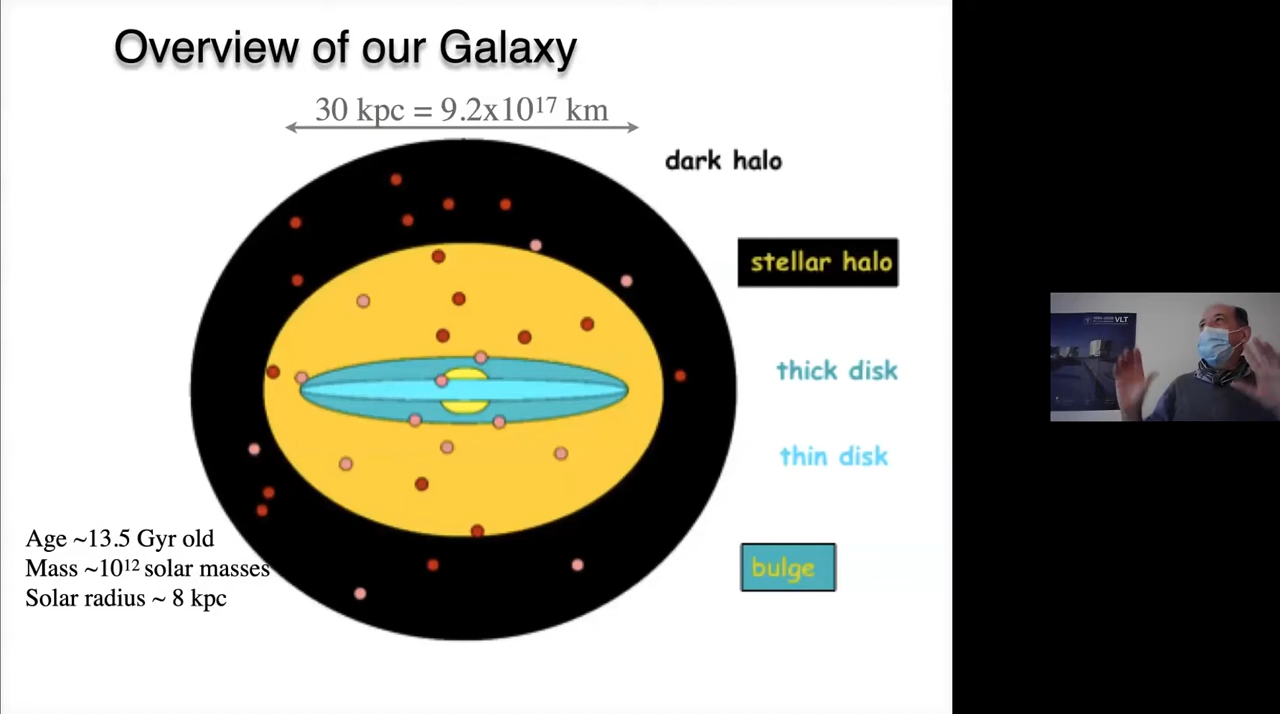 Overview of our Galaxy
30 kpc = 9.2x10¹⁷ km
dark halo
stellar halo
thick disk
thin disk
Age ~13.5 Gyr old
Mass ~10¹² solar masses
Solar radius ~ 8 kpc
bulge
VLT